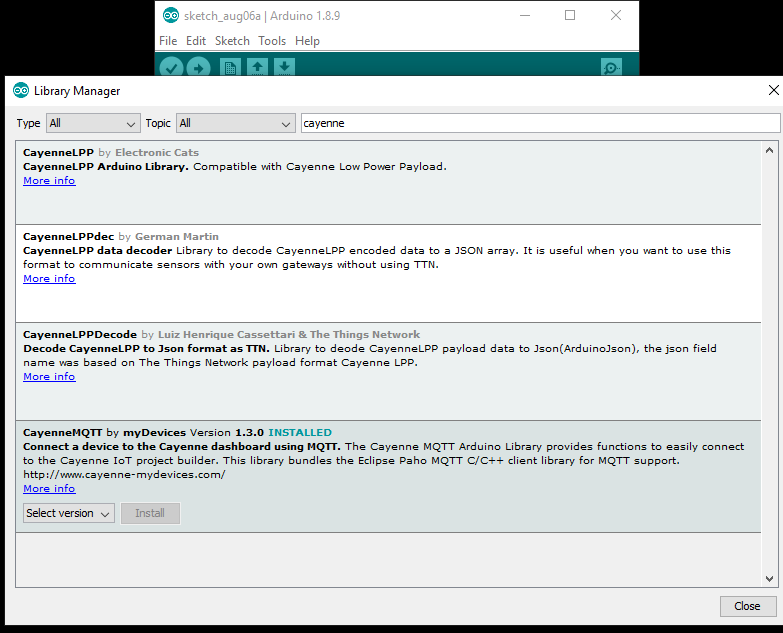 sketch_aug06a | Arduino 1.8.9
File Edit Sketch Tools Help
Library Manager
Type All Topic All cayenne
CayenneLPP by Electronic Cats
CayenneLPP Arduino Library. Compatible with Cayenne Low Power Payload.
More info
CayenneLPPdec by German Martin
CayenneLPP data decoder Library to decode CayenneLPP encoded data to a JSON array. It is useful when you want to use this
format to communicate sensors with your own gateways without using TTN.
More info
CayenneLPPDecode by Luiz Henrique Cassettari & The Things Network
Decode CayenneLPP to Json format as TTN. Library to deode CayenneLPP payload data to Json(ArduinoJson), the json field
name was based on The Things Network payload format Cayenne LPP.
More info
CayenneMQTT by myDevices Version 1.3.0 INSTALLED
Connect a device to the Cayenne dashboard using MQTT. The Cayenne MQTT Arduino Library provides functions to easily connect
to the Cayenne IoT project builder. This library bundles the Eclipse Paho MQTT C/C++ client library for MQTT support.
http://www.cayenne-mydevices.com/
More info
Select version Install
Close